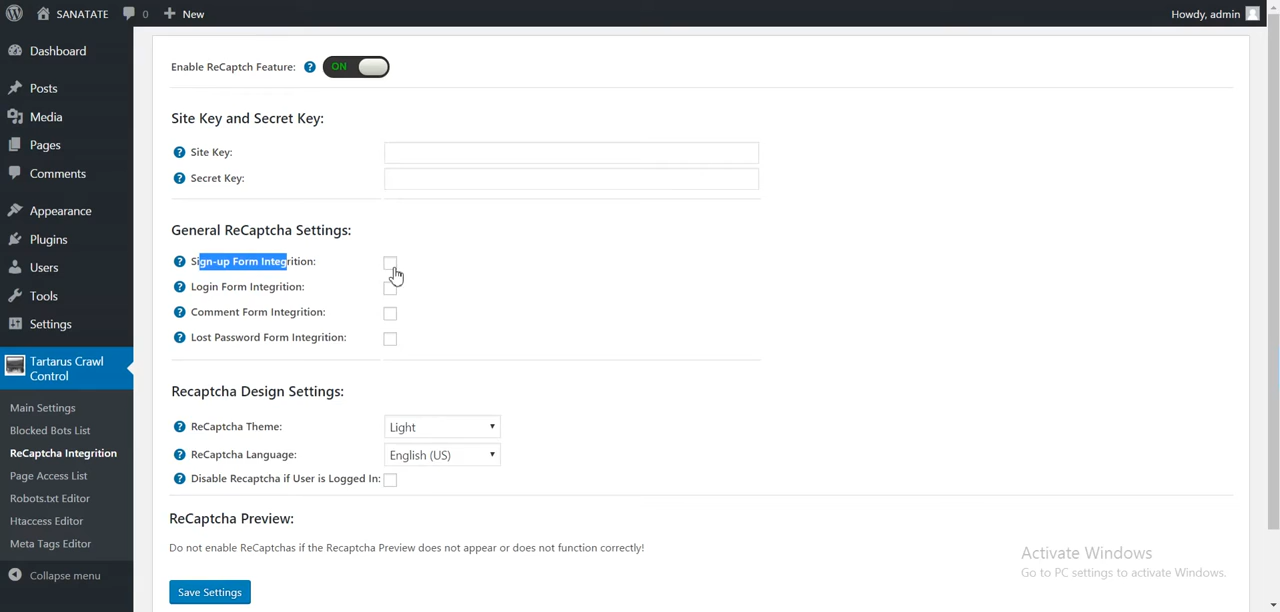 SANATATE 0 New Howdy, admin
Dashboard
Posts
Media
Pages
Comments
Appearance
Plugins
Users
Tools
Settings
Tartarus Crawl
Control
Main Settings
Blocked Bots List
ReCaptcha Integrition
Page Access List
Robots.txt Editor
Htaccess Editor
Meta Tags Editor
Collapse menu
Enable ReCaptch Feature: ? ON
Site Key and Secret Key:
? Site Key:
? Secret Key:
General ReCaptcha Settings:
? Sign-up Form Integrition:
? Login Form Integrition:
? Comment Form Integrition:
? Lost Password Form Integrition:
Recaptcha Design Settings:
? ReCaptcha Theme: Light
? ReCaptcha Language: English (US)
? Disable Recaptcha if User is Logged In:
ReCaptcha Preview:
Do not enable ReCaptchas if the Recaptcha Preview does not appear or does not function correctly!
Save Settings
Activate Windows
Go to PC settings to activate Windows.